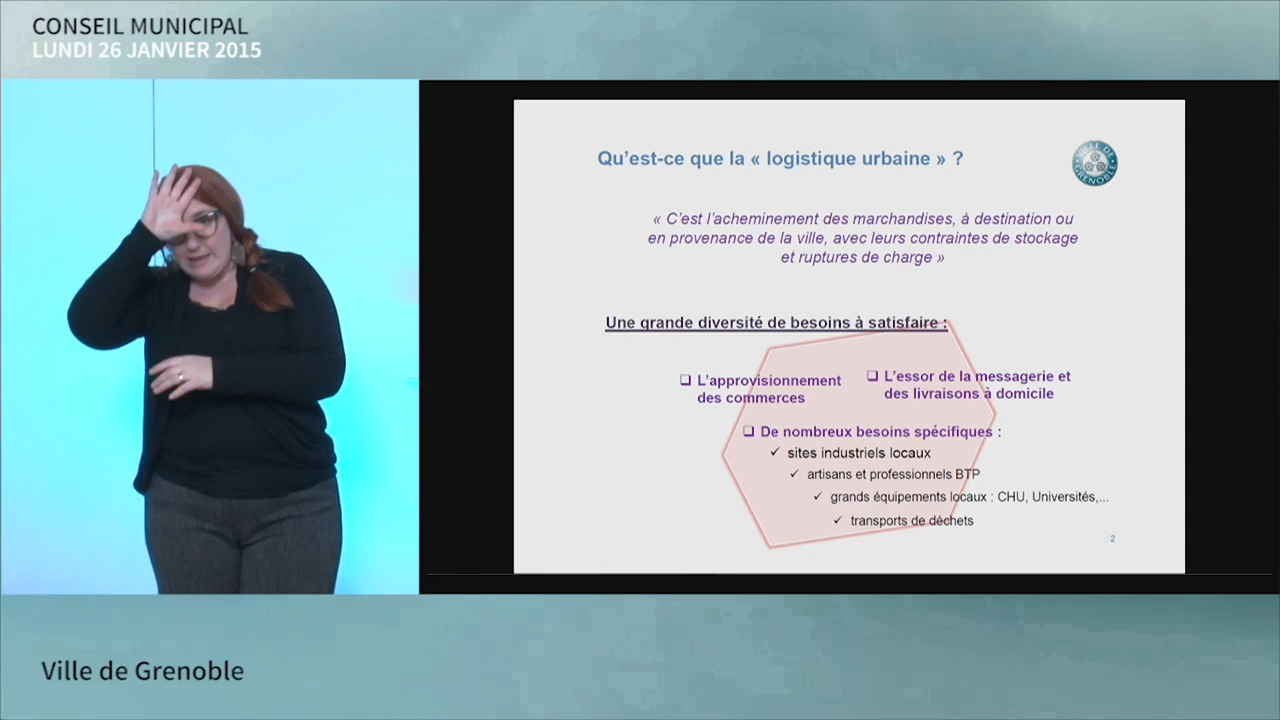 CONSEIL MUNICIPAL
LUNDI 26 JANVIER 2015
Qu'est-ce que la « logistique urbaine » ?
VILLE DE GRENOBLE
« C'est l'acheminement des marchandises, à destination ou
en provenance de la ville, avec leurs contraintes de stockage
et ruptures de charge »
Une grande diversité de besoins à satisfaire :
❑ L'approvisionnement
des commerces
❑ L'essor de la messagerie et
des livraisons à domicile
❑ De nombreux besoins spécifiques :
✓ sites industriels locaux
✓ artisans et professionnels BTP
✓ grands équipements locaux : CHU, Universités,...
✓ transports de déchets
2
Ville de Grenoble